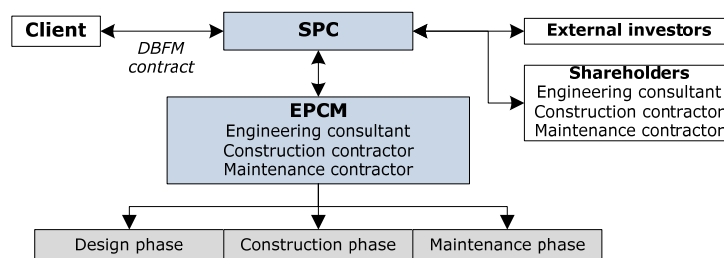 Client
DBFM
contract
SPC
External investors
Shareholders
Engineering consultant
Construction contractor
Maintenance contractor
EPCM
Engineering consultant
Construction contractor
Maintenance contractor
Design phase
Construction phase
Maintenance phase